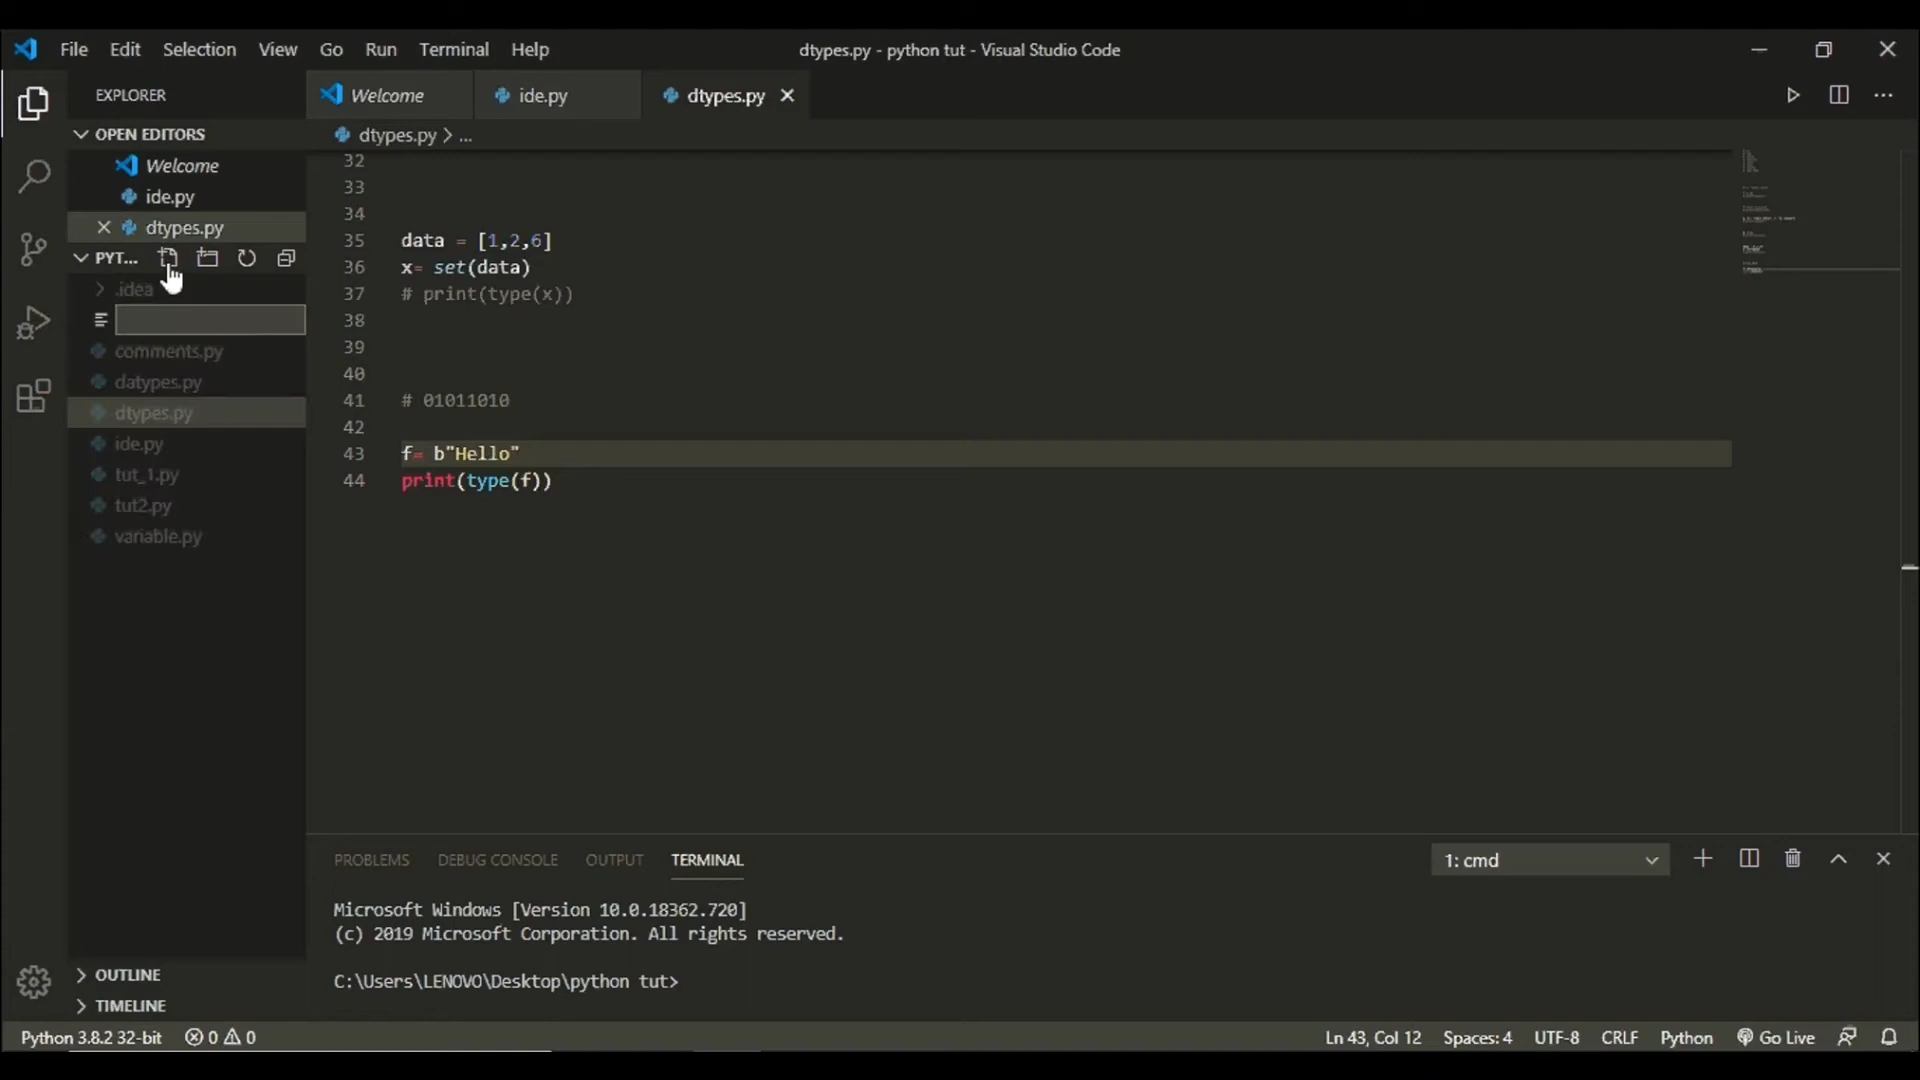 File Edit Selection View Go Run Terminal Help
dtypes.py - python tut - Visual Studio Code
EXPLORER
OPEN EDITORS
Welcome
ide.py
dtypes.py
PYT...
.idea
comments.py
datypes.py
dtypes.py
ide.py
tut_1.py
tut2.py
variable.py
OUTLINE
TIMELINE
Welcome
ide.py
dtypes.py
dtypes.py > ...
32
33
34
35 data = [1,2,6]
36 x= set(data)
37 # print(type(x))
38
39
40
41 # 01011010
42
43 f= b"Hello"
44 print(type(f))
PROBLEMS DEBUG CONSOLE OUTPUT TERMINAL
1: cmd
Microsoft Windows [Version 10.0.18362.720]
(c) 2019 Microsoft Corporation. All rights reserved.
C:\Users\LENOVO\Desktop\python tut>
Python 3.8.2 32-bit 0 0 Ln 43, Col 12 Spaces: 4 UTF-8 CRLF Python Go Live